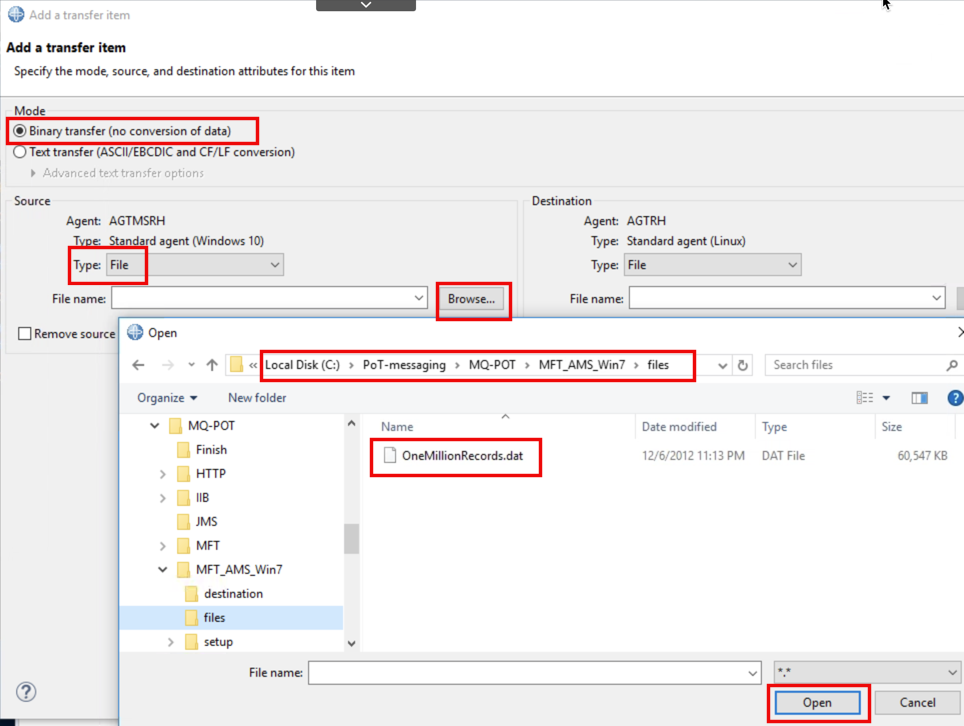 Add a transfer item
Add a transfer item
Specify the mode, source, and destination attributes for this item
Mode
Binary transfer (no conversion of data)
Text transfer (ASCII/EBCDIC and CF/LF conversion)
Advanced text transfer options
Source
Agent: AGTMSRH
Type: Standard agent (Windows 10)
Type: File
File name:
Browse...
Remove source
Destination
Agent: AGTRH
Type: Standard agent (Linux)
Type: File
File name:
Open
« Local Disk (C:) › PoT-messaging › MQ-POT › MFT_AMS_Win7 › files
Search files
Organize
New folder
MQ-POT
Finish
HTTP
IIB
JMS
MFT
MFT_AMS_Win7
destination
files
setup
Name Date modified Type Size
OneMillionRecords.dat 12/6/2012 11:13 PM DAT File 60,547 KB
File name:
*.*
Open
Cancel